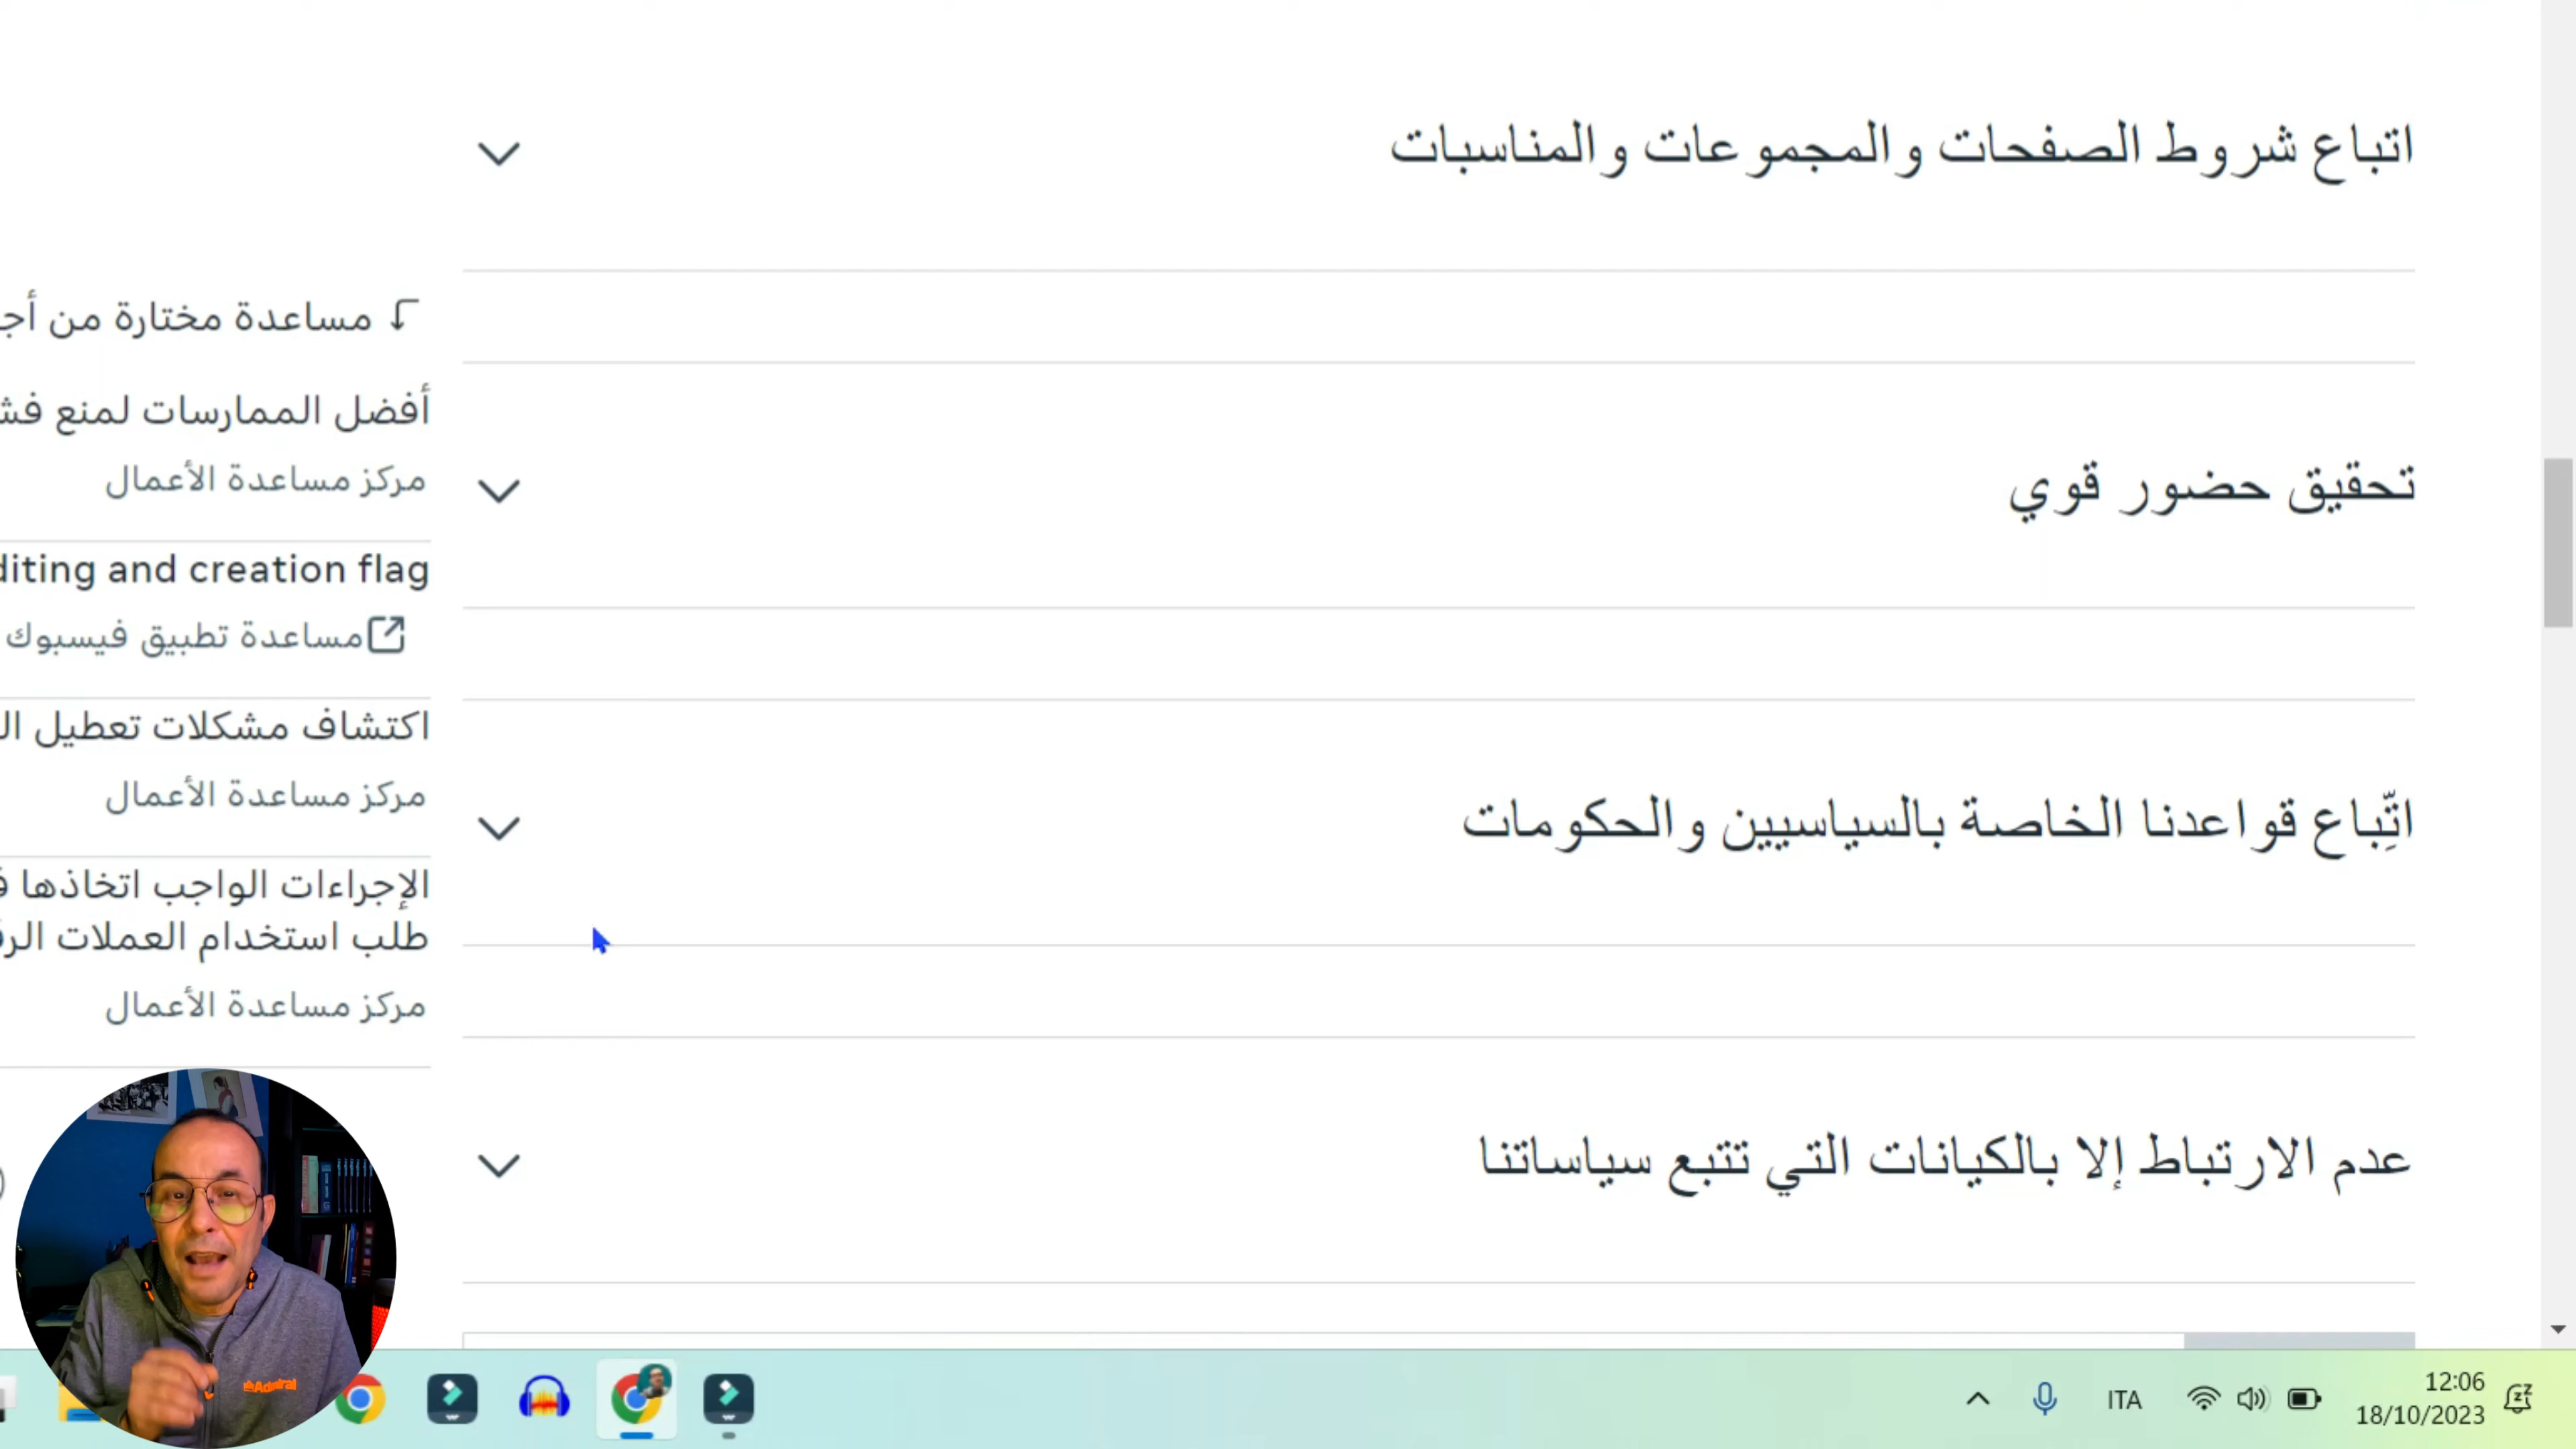 اتباع شروط الصفحات والمجموعات والمناسبات
تحقيق حضور قوي
اتِّباع قواعدنا الخاصة بالسياسيين والحكومات
عدم الارتباط إلا بالكيانات التي تتبع سياساتنا
مساعدة مختارة من
أفضل الممارسات لمنع
مركز مساعدة الأعمال
and creation flag
مساعدة تطبيق فيسبوك
اكتشاف مشكلات تعطيل
مركز مساعدة الأعمال
الإجراءات الواجب اتخاذها
طلب استخدام العملات
مركز مساعدة الأعمال
Admiral
ITA
12:06
18/10/2023